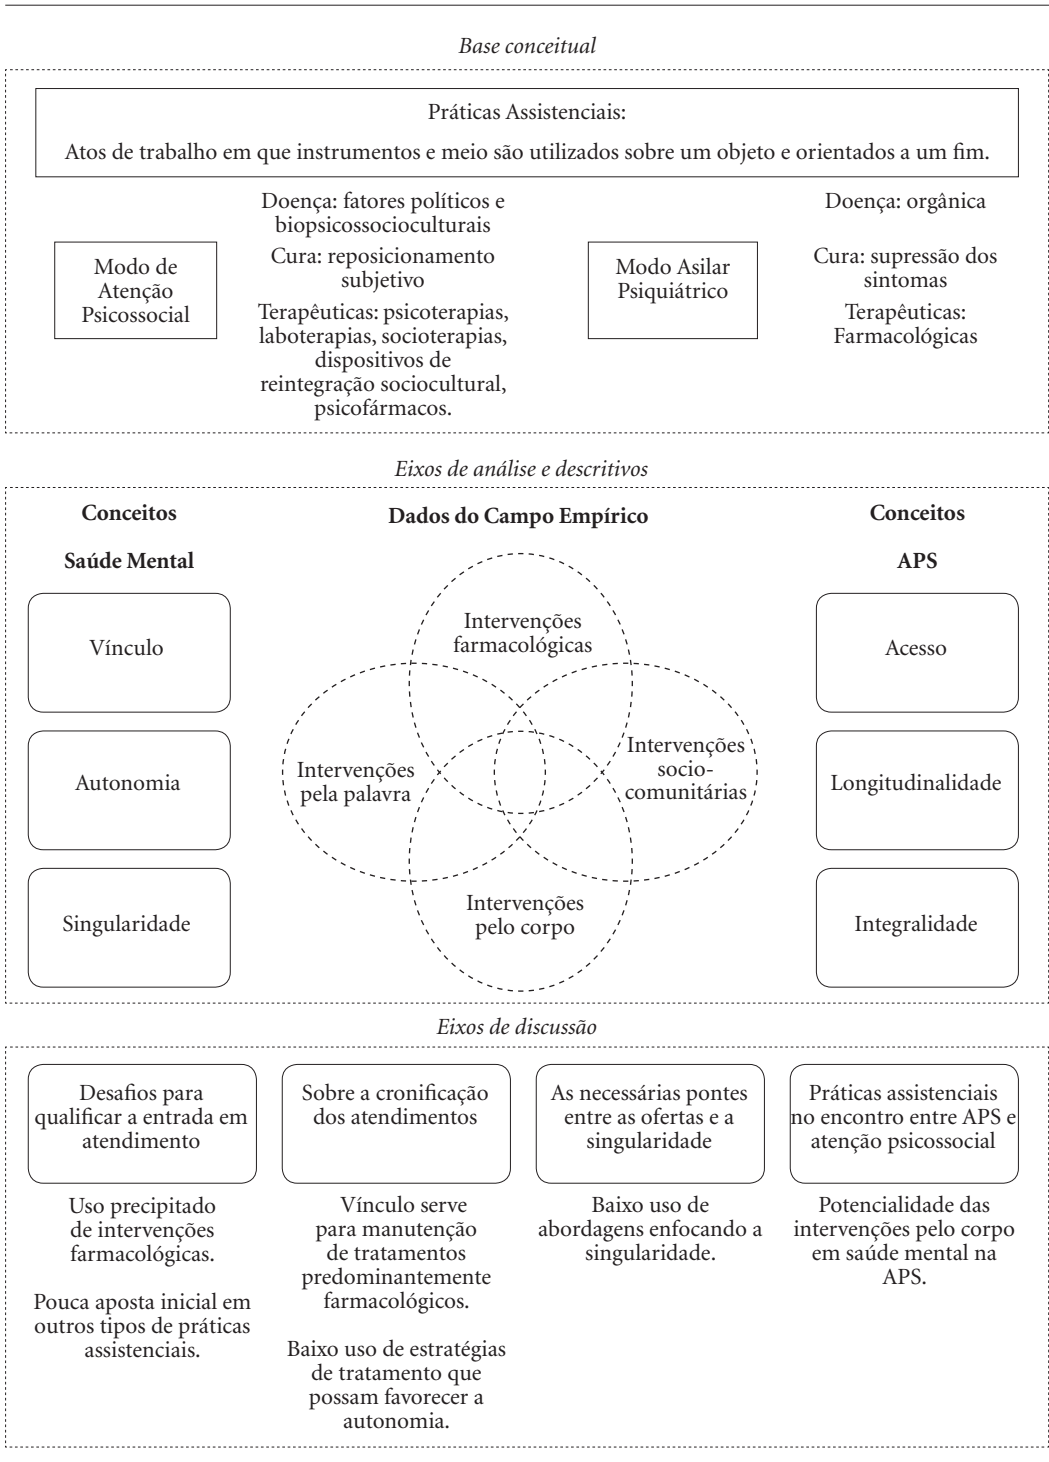 Base conceitual
Práticas Assistenciais:
Atos de trabalho em que instrumentos e meio são utilizados sobre um objeto e orientados a um fim.
Modo de
Atenção
Psicossocial
Doença: fatores políticos e
biopsicossocioculturais
Cura: reposicionamento
subjetivo
Terapêuticas: psicoterapias,
laboterapias, socioterapias,
dispositivos de
reintegração sociocultural,
psicofármacos.
Modo Asilar
Psiquiátrico
Doença: orgânica
Cura: supressão dos
sintomas
Terapêuticas:
Farmacológicas
Eixos de análise e descritivos
Conceitos
Saúde Mental
Vínculo
Autonomia
Singularidade
Dados do Campo Empírico
Intervenções
farmacológicas
Intervenções
pela palavra
Intervenções
socio-
comunitárias
Intervenções
pelo corpo
Conceitos
APS
Acesso
Longitudinalidade
Integralidade
Eixos de discussão
Desafios para
qualificar a entrada em
atendimento
Uso precipitado
de intervenções
farmacológicas.
Pouca aposta inicial em
outros tipos de práticas
assistenciais.
Sobre a cronificação
dos atendimentos
Vínculo serve
para manutenção
de tratamentos
predominantemente
farmacológicos.
Baixo uso de estratégias
de tratamento que
possam favorecer a
autonomia.
As necessárias pontes
entre as ofertas e a
singularidade
Baixo uso de
abordagens enfocando a
singularidade.
Práticas assistenciais
no encontro entre APS e
atenção psicossocial
Potencialidade das
intervenções pelo corpo
em saúde mental na
APS.